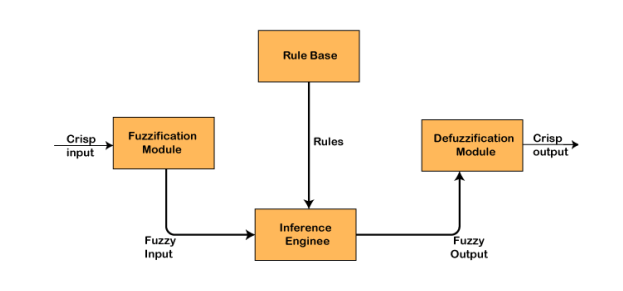 Rule Base
Crisp
input
Fuzzification
Module
Rules
Defuzzification
Module
Crisp
output
Inference
Enginee
Fuzzy
Input
Fuzzy
Output